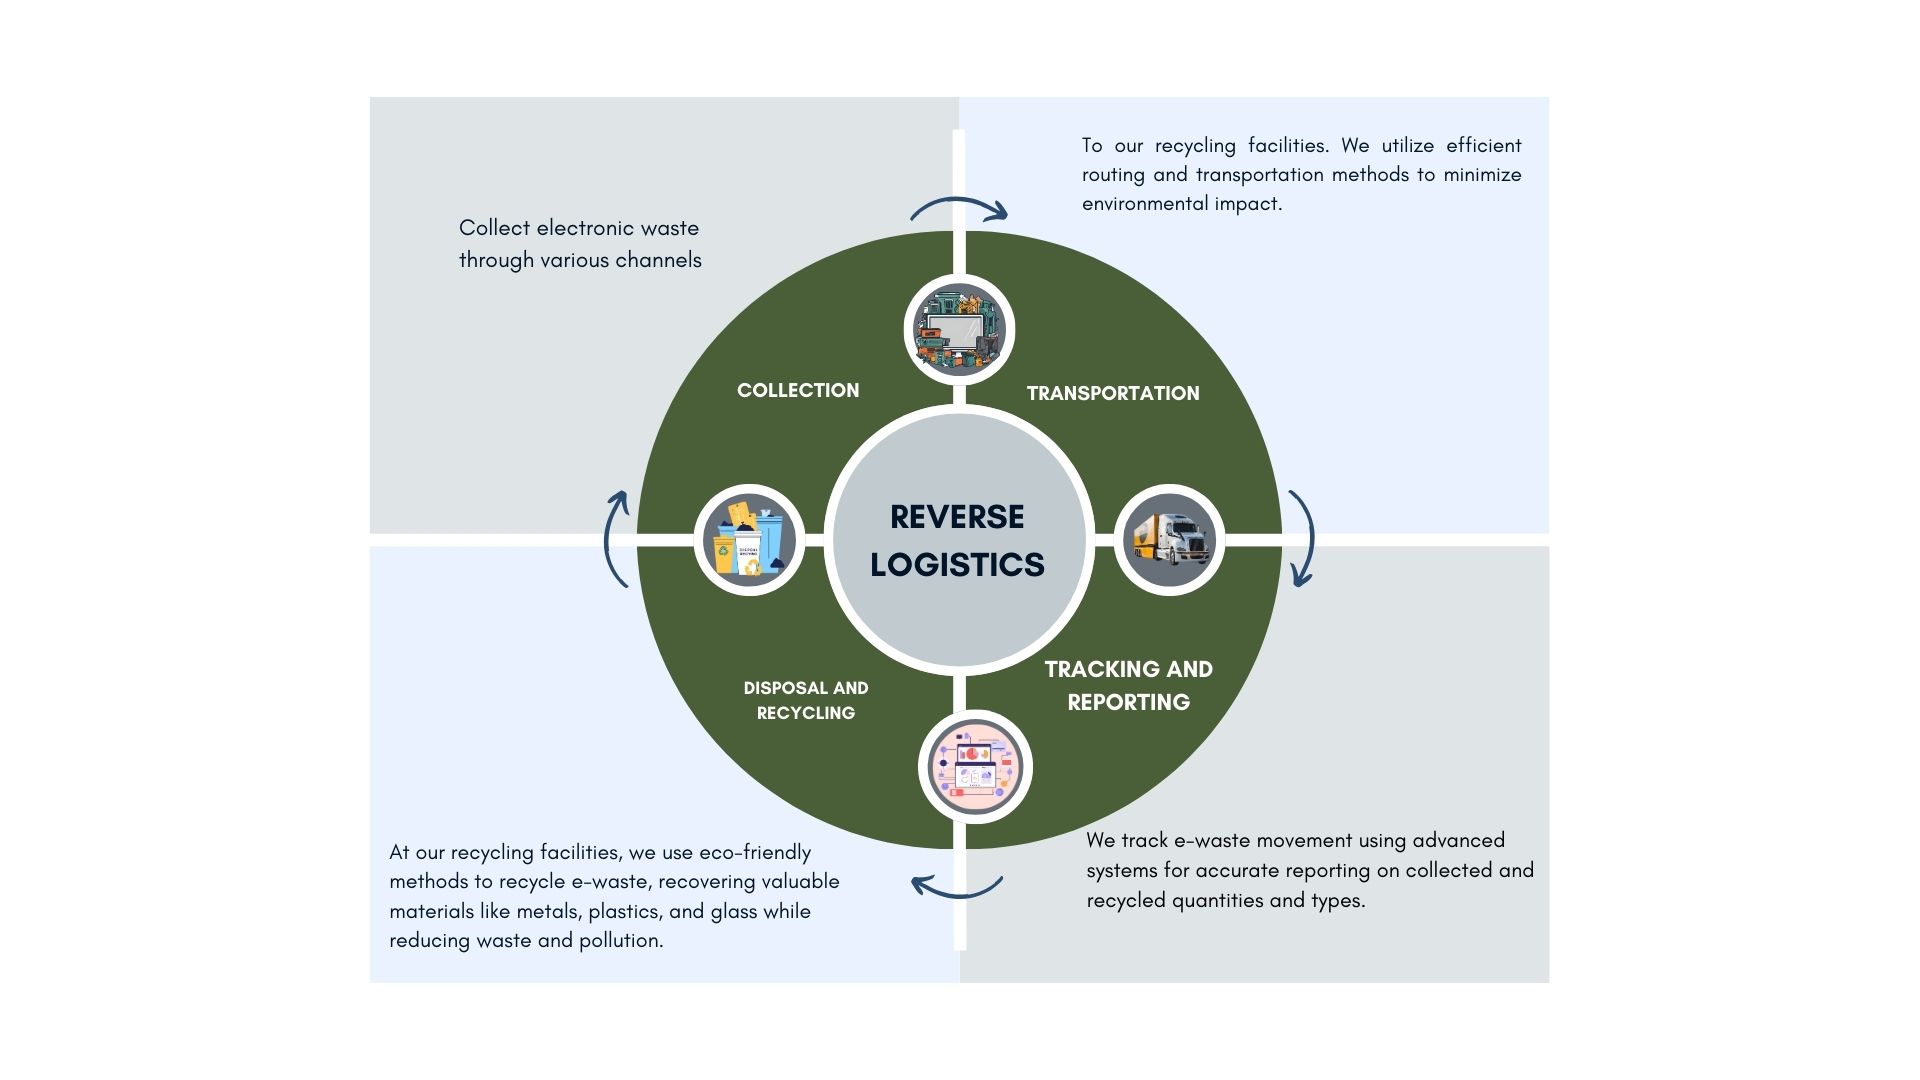 Collect electronic waste
through various channels
To our recycling facilities. We utilize efficient
routing and transportation methods to minimize
environmental impact.
COLLECTION
TRANSPORTATION
REVERSE
LOGISTICS
DISPOSAL AND
RECYCLING
TRACKING AND
REPORTING
At our recycling facilities, we use eco-friendly
methods to recycle e-waste, recovering valuable
materials like metals, plastics, and glass while
reducing waste and pollution.
We track e-waste movement using advanced
systems for accurate reporting on collected and
recycled quantities and types.